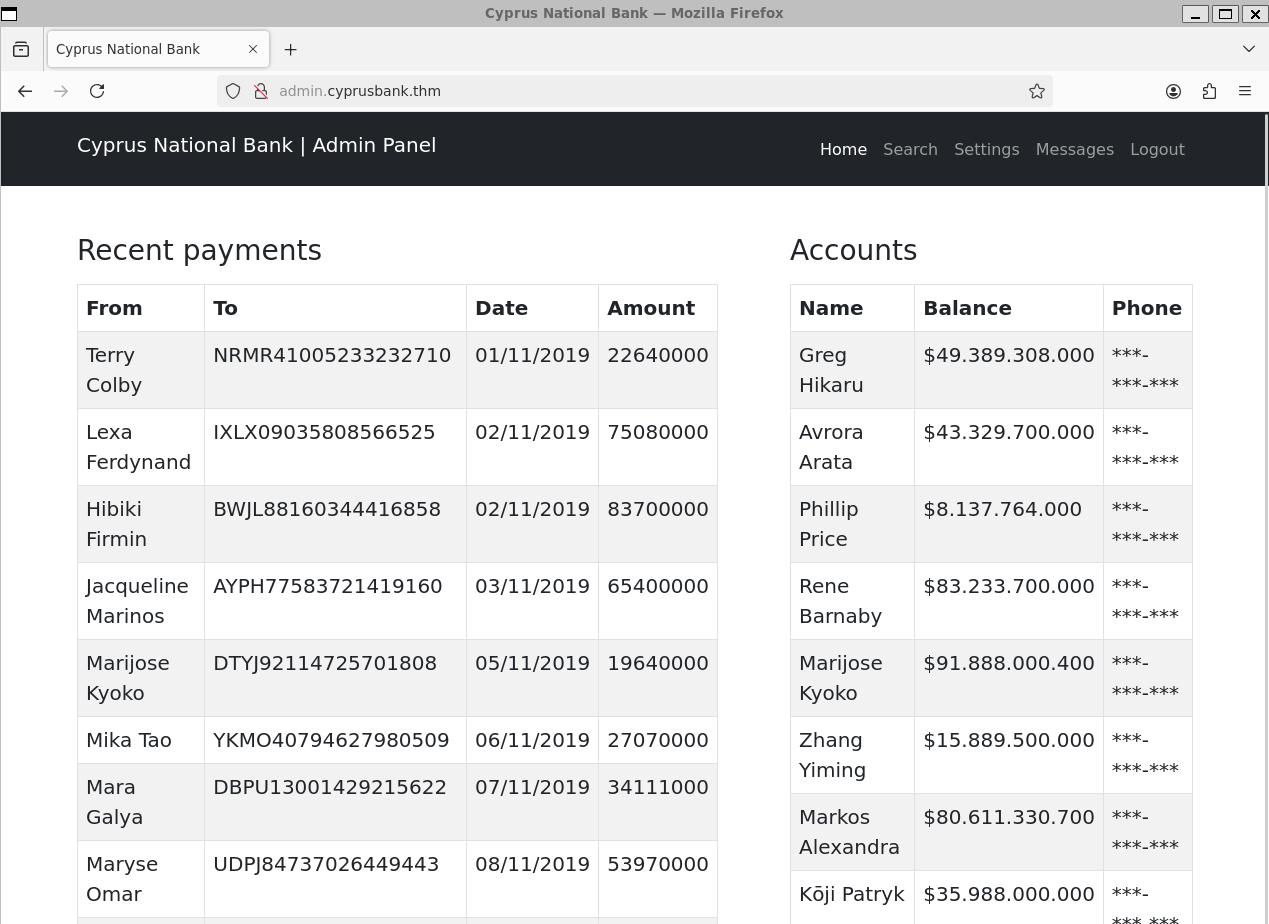 Cyprus National Bank — Mozilla Firefox
Cyprus National Bank
admin.cyprusbank.thm
Cyprus National Bank | Admin Panel
Home Search Settings Messages Logout
Recent payments
From To Date Amount
Terry NRMR41005233232710 01/11/2019 22640000
Colby
Lexa IXLX09035808566525 02/11/2019 75080000
Ferdynand
Hibiki BWJL88160344416858 02/11/2019 83700000
Firmin
Jacqueline AYPH77583721419160 03/11/2019 65400000
Marinos
Marijose DTYJ92114725701808 05/11/2019 19640000
Kyoko
Mika Tao YKMO40794627980509 06/11/2019 27070000
Mara DBPU13001429215622 07/11/2019 34111000
Galya
Maryse UDPJ84737026449443 08/11/2019 53970000
Omar
Accounts
Name Balance Phone
Greg $49.389.308.000 ***-
Hikaru ***-***
Avrora $43.329.700.000 ***-
Arata ***-***
Phillip $8.137.764.000 ***-
Price ***-***
Rene $83.233.700.000 ***-
Barnaby ***-***
Marijose $91.888.000.400 ***-
Kyoko ***-***
Zhang $15.889.500.000 ***-
Yiming ***-***
Markos $80.611.330.700 ***-
Alexandra ***-***
Kōji Patryk $35.988.000.000 ***-
***-***